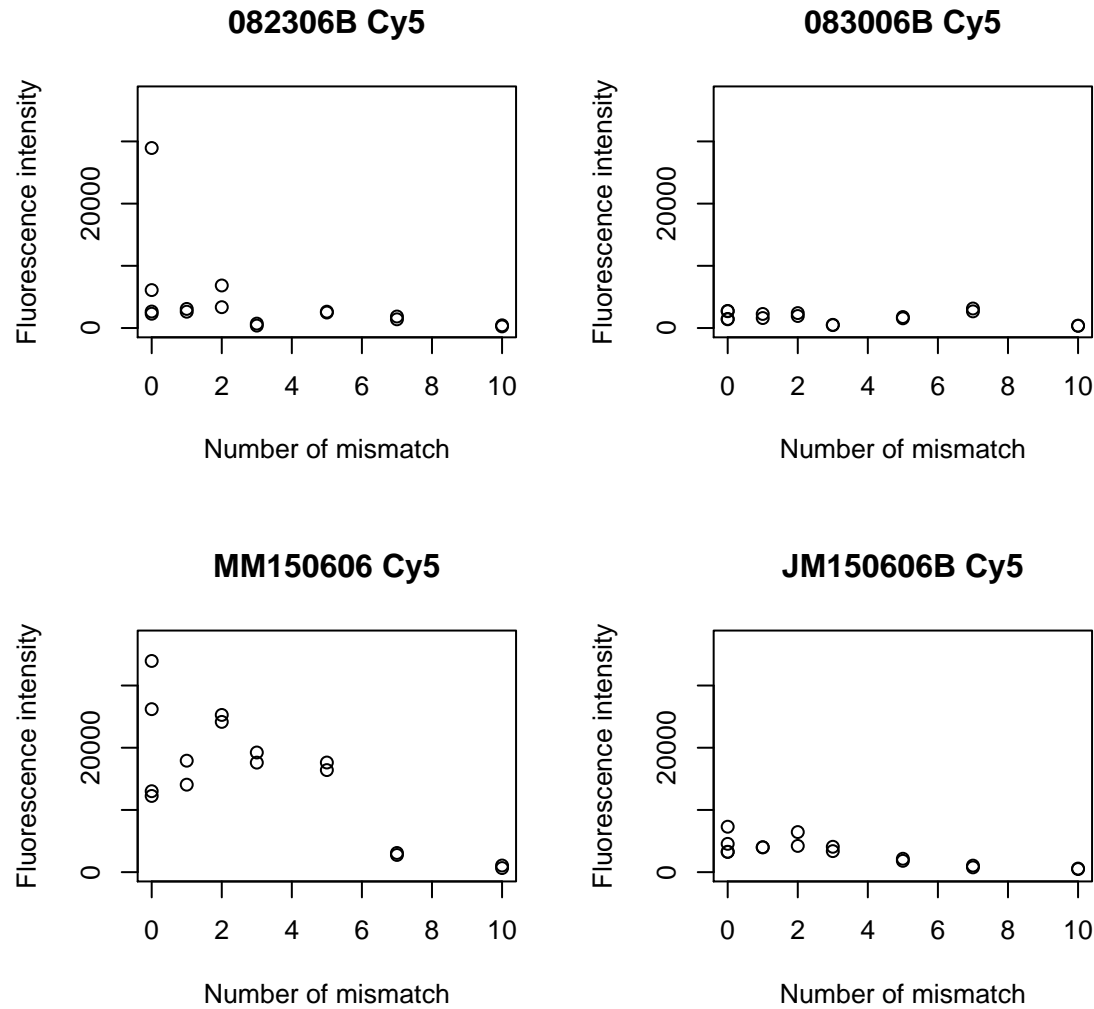 082306B Cy5
Fluorescence intensity
0 20000
0 2 4 6 8 10
Number of mismatch
083006B Cy5
Fluorescence intensity
0 20000
0 2 4 6 8 10
Number of mismatch
MM150606 Cy5
Fluorescence intensity
0 20000
0 2 4 6 8 10
Number of mismatch
JM150606B Cy5
Fluorescence intensity
0 20000
0 2 4 6 8 10
Number of mismatch